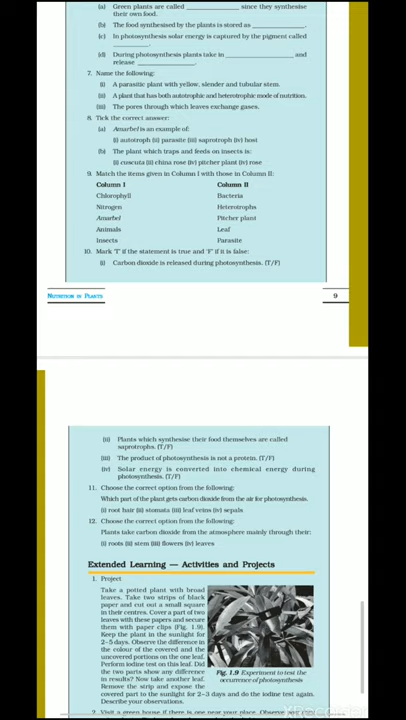 (a) Green plants are called ________________ since they synthesise
their own food.
(b) The food synthesised by the plants is stored as ________________.
(c) In photosynthesis solar energy is captured by the pigment called
____________.
(d) During photosynthesis plants take in ____________________ and
release ________________.
7. Name the following:
(i) A parasitic plant with yellow, slender and tubular stem.
(ii) A plant that has both autotrophic and heterotrophic mode of nutrition.
(iii) The pores through which leaves exchange gases.
8. Tick the correct answer:
(a) Amarbel is an example of:
(i) autotroph (ii) parasite (iii) saprotroph (iv) host
(b) The plant which traps and feeds on insects is:
(i) cuscuta (ii) china rose (iv) pitcher plant (iv) rose
9. Match the items given in Column I with those in Column II:
Column I Column II
Chlorophyll Bacteria
Nitrogen Heterotrophs
Amarbel Pitcher plant
Animals Leaf
Insects Parasite
10. Mark 'T' if the statement is true and 'F' if it is false:
(i) Carbon dioxide is released during photosynthesis. (T/F)
NUTRITION IN PLANTS 9
(ii) Plants which synthesise their food themselves are called
saprotrophs. (T/F)
(iii) The product of photosynthesis is not a protein. (T/F)
(iv) Solar energy is converted into chemical energy during
photosynthesis. (T/F)
11. Choose the correct option from the following:
Which part of the plant gets carbon dioxide from the air for photosynthesis.
(i) root hair (ii) stomata (iii) leaf veins (iv) sepals
12. Choose the correct option from the following:
Plants take carbon dioxide from the atmosphere mainly through their:
(i) roots (ii) stem (iii) flowers (iv) leaves
Extended Learning — Activities and Projects
1. Project
Take a potted plant with broad
leaves. Take two strips of black
paper and cut out a small square
in their centres. Cover a part of two
leaves with these papers and secure
them with paper clips (Fig. 1.9).
Keep the plant in the sunlight for
2–5 days. Observe the difference in
the colour of the covered and the
uncovered portions on the one leaf.
Perform iodine test on this leaf. Did
the two parts show any difference
in results? Now take another leaf.
Remove the strip and expose the
covered part to the sunlight for 2–3 days and do the iodine test again.
Describe your observations.
Fig. 1.9 Experiment to test the
occurrence of photosynthesis
2. Visit a green house if there is one near your place. Observe